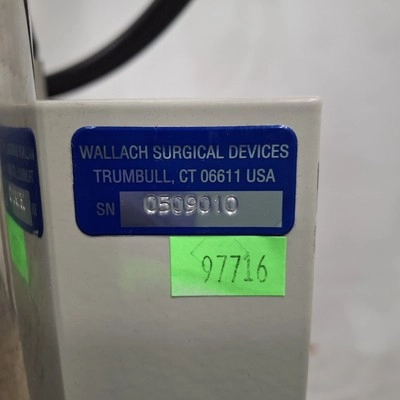 WALLACH SURGICAL DEVICES
TRUMBULL, CT 06611 USA
SN 0509010
97716